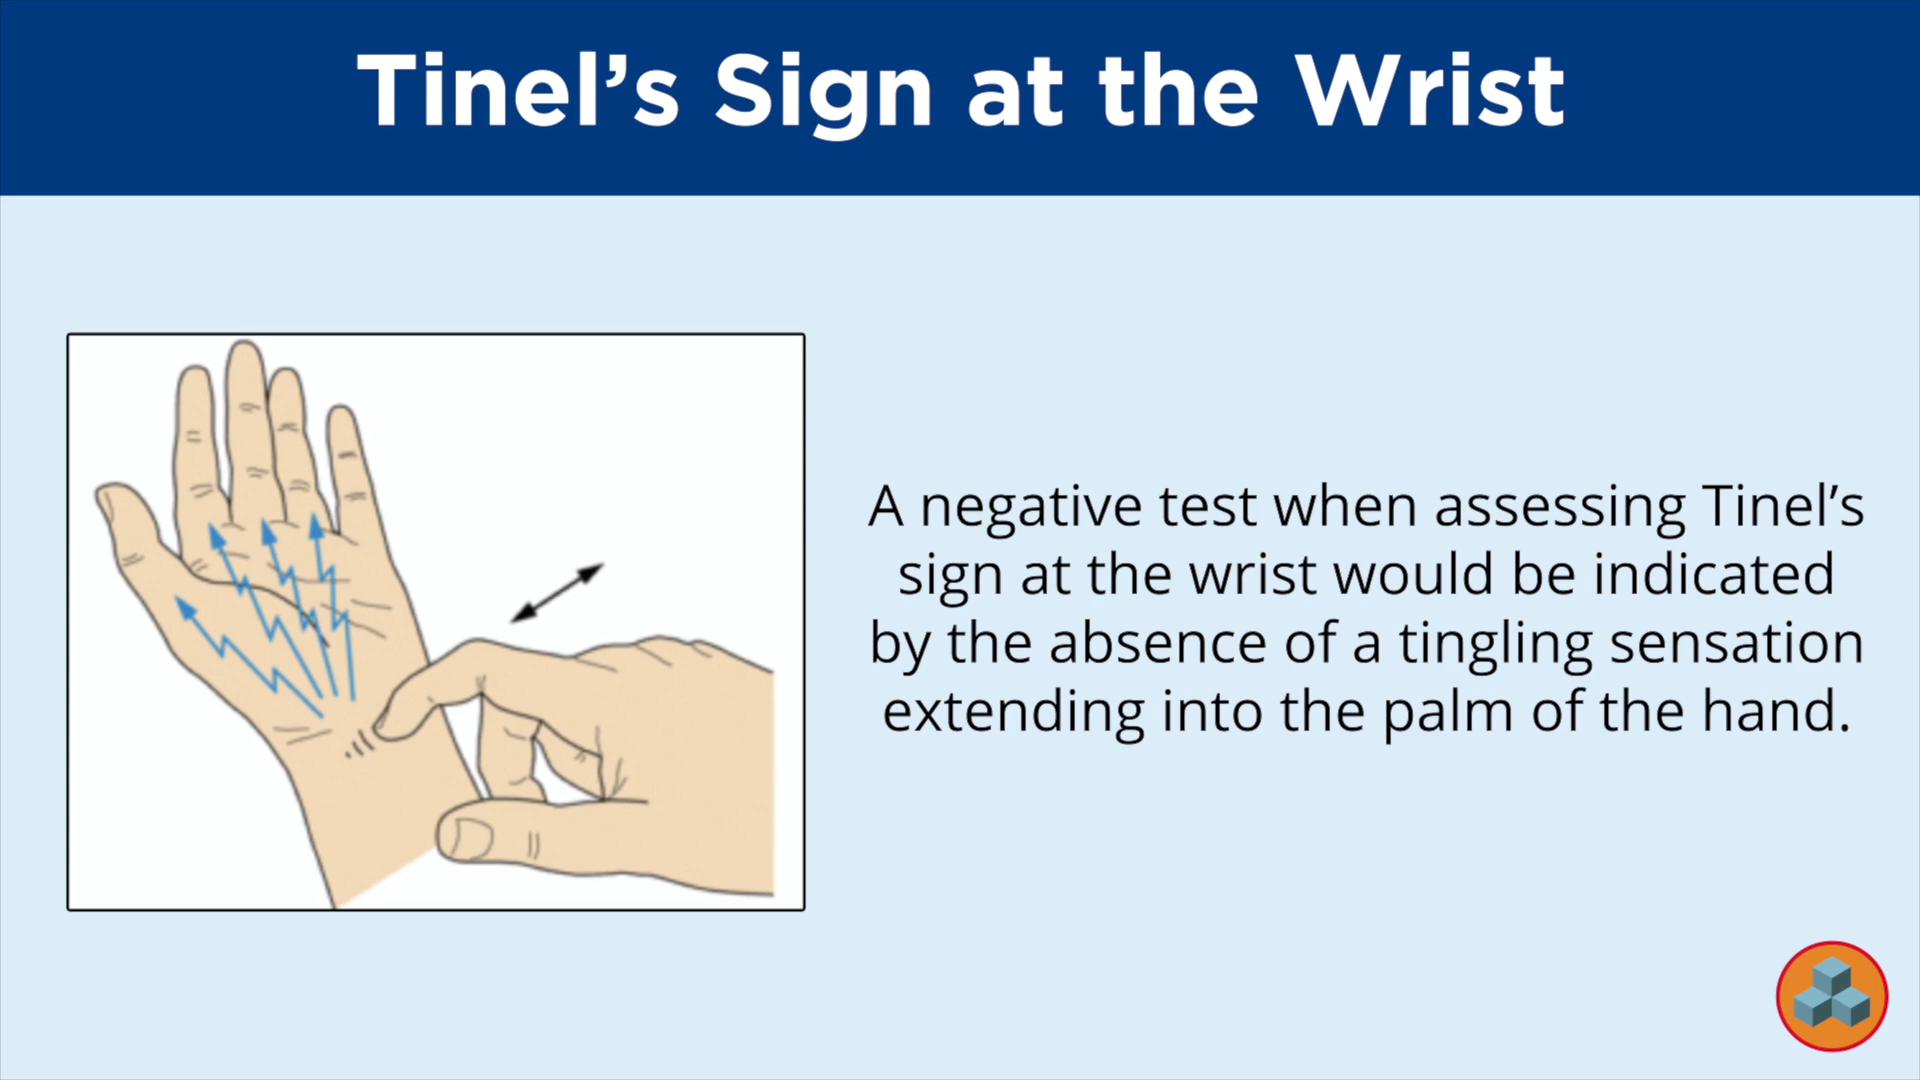 Tinel’s Sign at the Wrist
A negative test when assessing Tinel’s
sign at the wrist would be indicated
by the absence of a tingling sensation
extending into the palm of the hand.